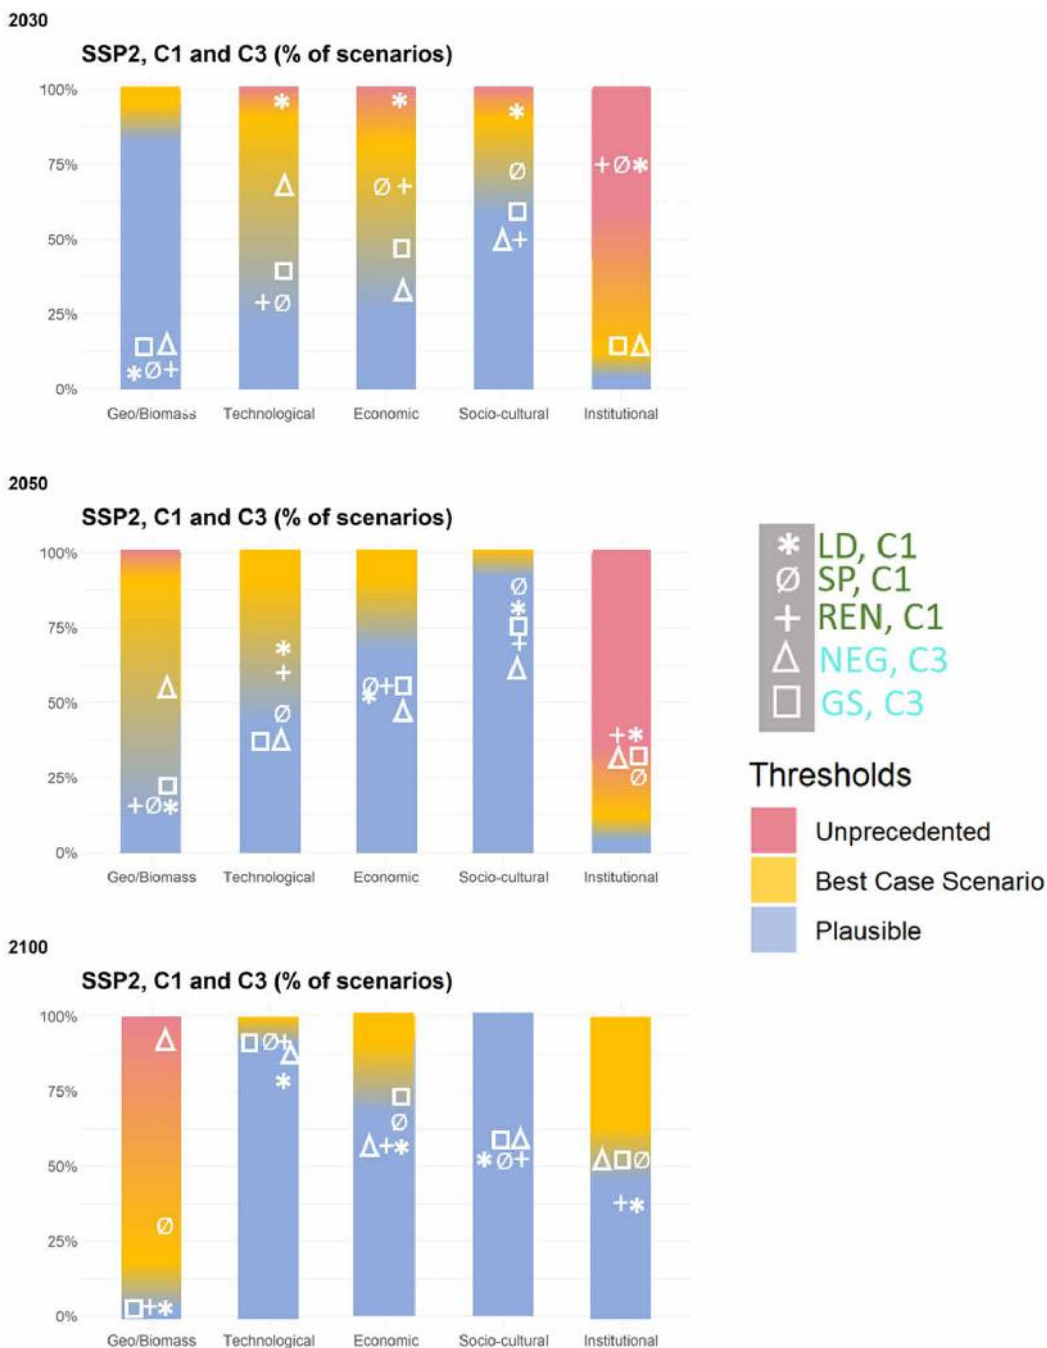 2030
SSP2, C1 and C3 (% of scenarios)
100%
75%
50%
25%
0%
Geo/Biomass Technological Economic Socio-cultural Institutional
2050
SSP2, C1 and C3 (% of scenarios)
100%
75%
50%
25%
0%
Geo/Biomass Technological Economic Socio-cultural Institutional
LD, C1
SP, C1
REN, C1
NEG, C3
GS, C3
Thresholds
Unprecedented
Best Case Scenario
Plausible
2100
SSP2, C1 and C3 (% of scenarios)
100%
75%
50%
25%
0%
Geo/Biomass Technological Economic Socio-cultural Institutional